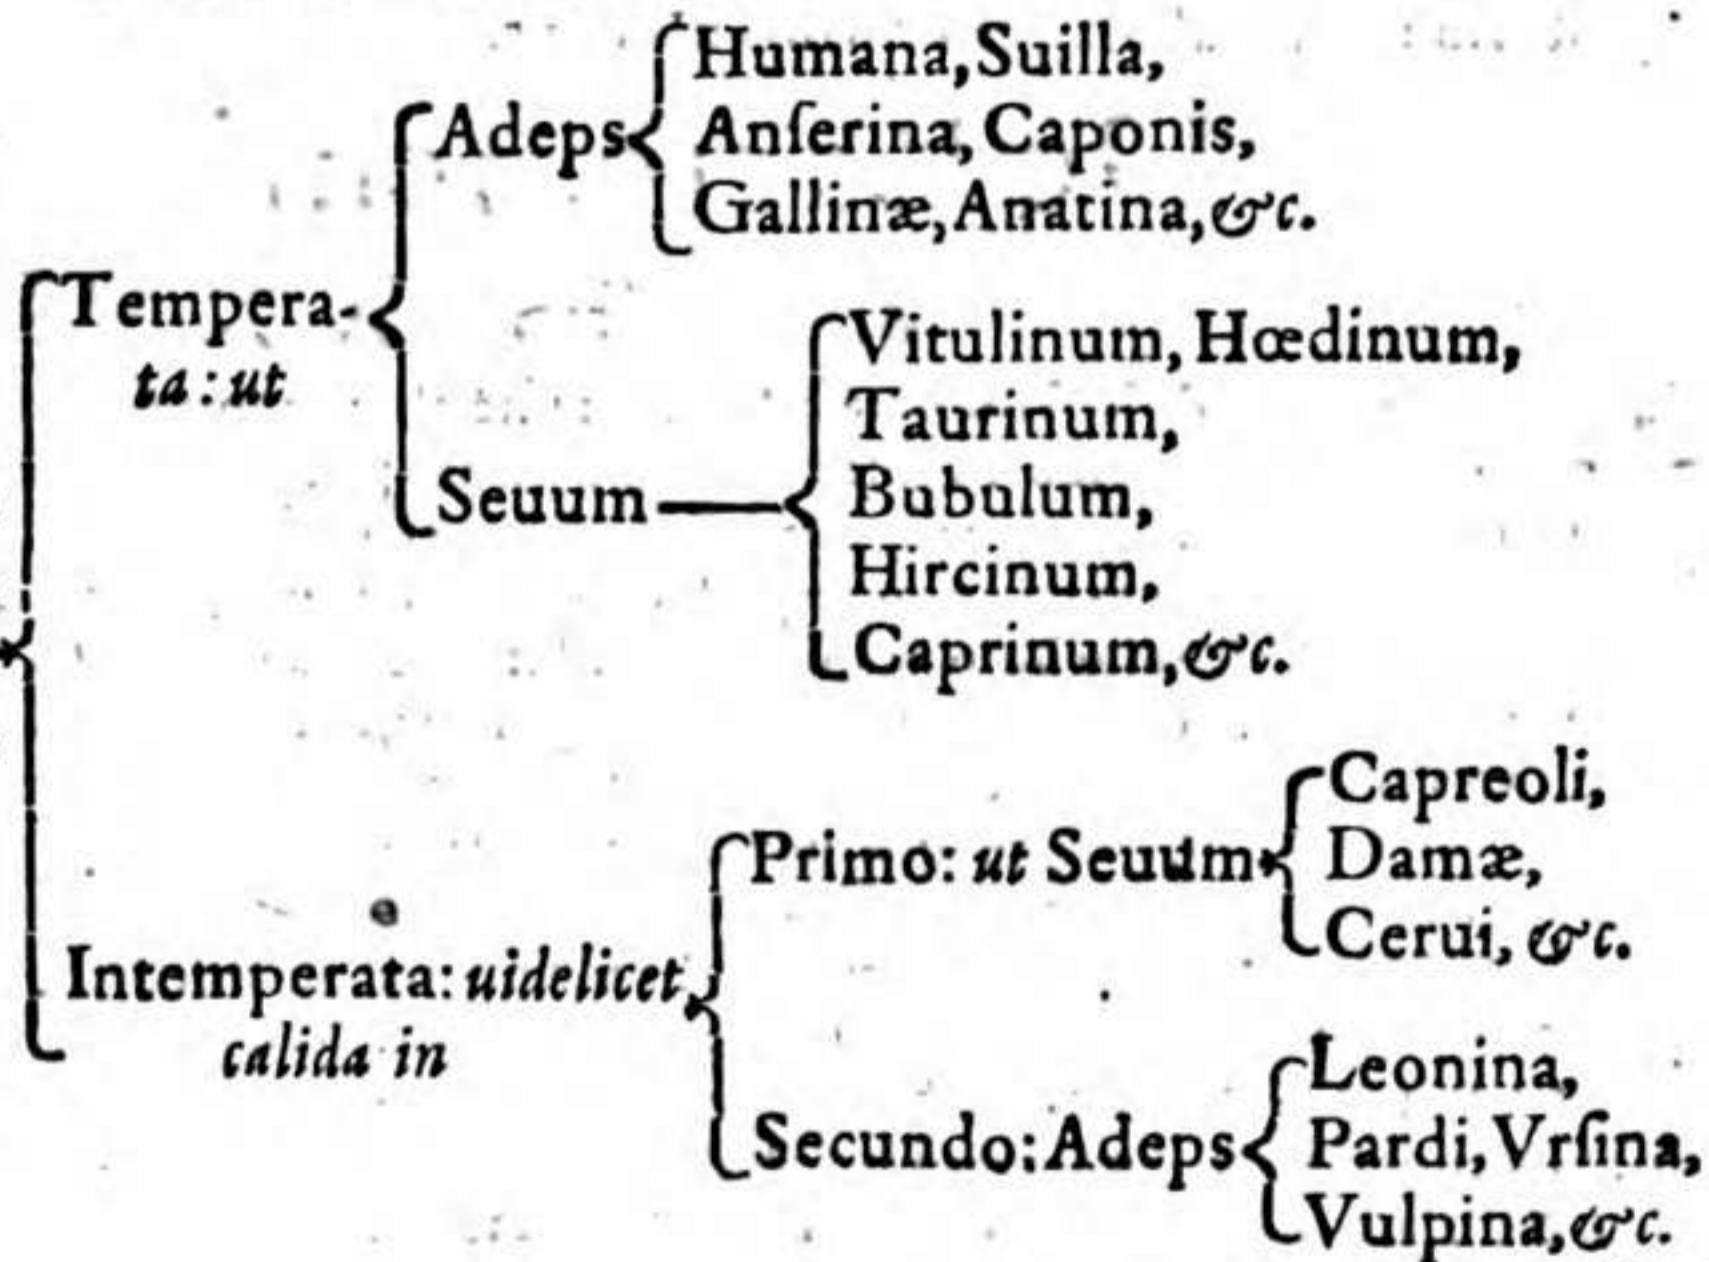 Humana, Suilla,
Adeps Anſerina, Caponis,
Gallinæ, Anatina, &c.
Tempera-
ta: ut
Vitulinum, Hœdinum,
Taurinum,
Seuum Bubulum,
Hircinum,
Caprinum, &c.
Capreoli,
Primo: ut Seuum Damæ,
Cerui, &c.
Intemperata: uidelicet
calida in
Leonina,
Secundo: Adeps Pardi, Vrſina,
Vulpina, &c.